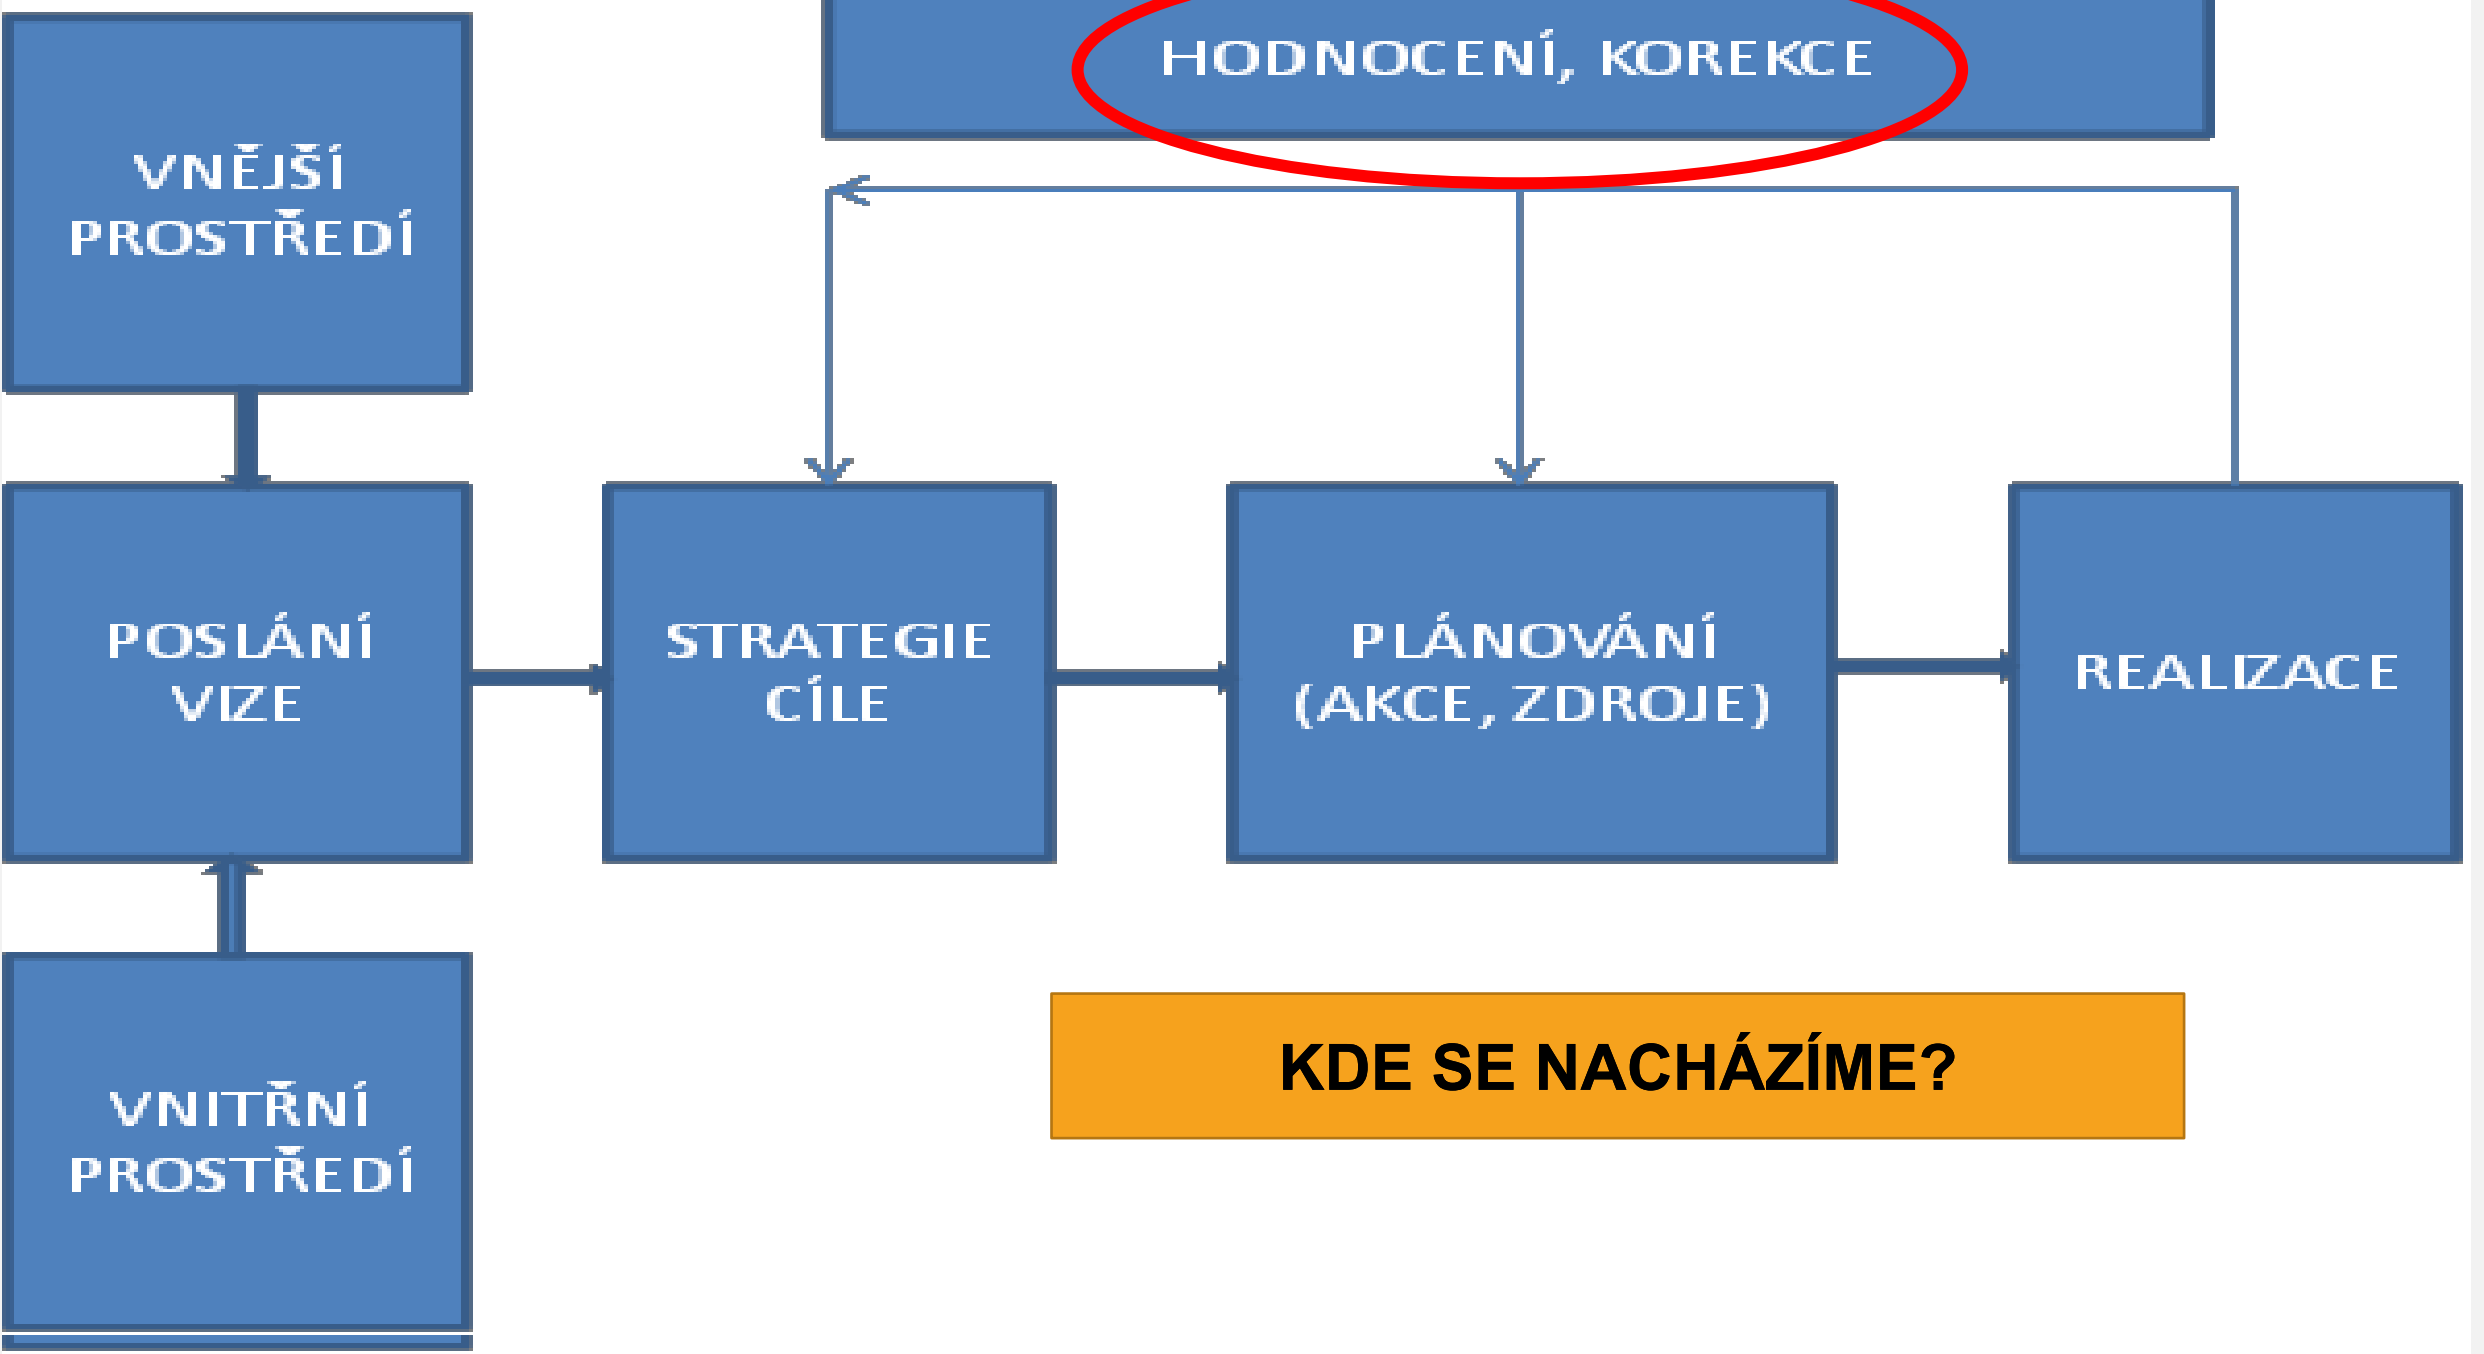 HODNOCENÍ, KOREKCE
VNĚJŠÍ
PROSTŘEDÍ
POSLÁNÍ
VIZE
STRATEGIE
CÍLE
PLÁNOVÁNÍ
(AKCE, ZDROJE)
REALIZACE
VNITŘNÍ
PROSTŘEDÍ
KDE SE NACHÁZÍME?